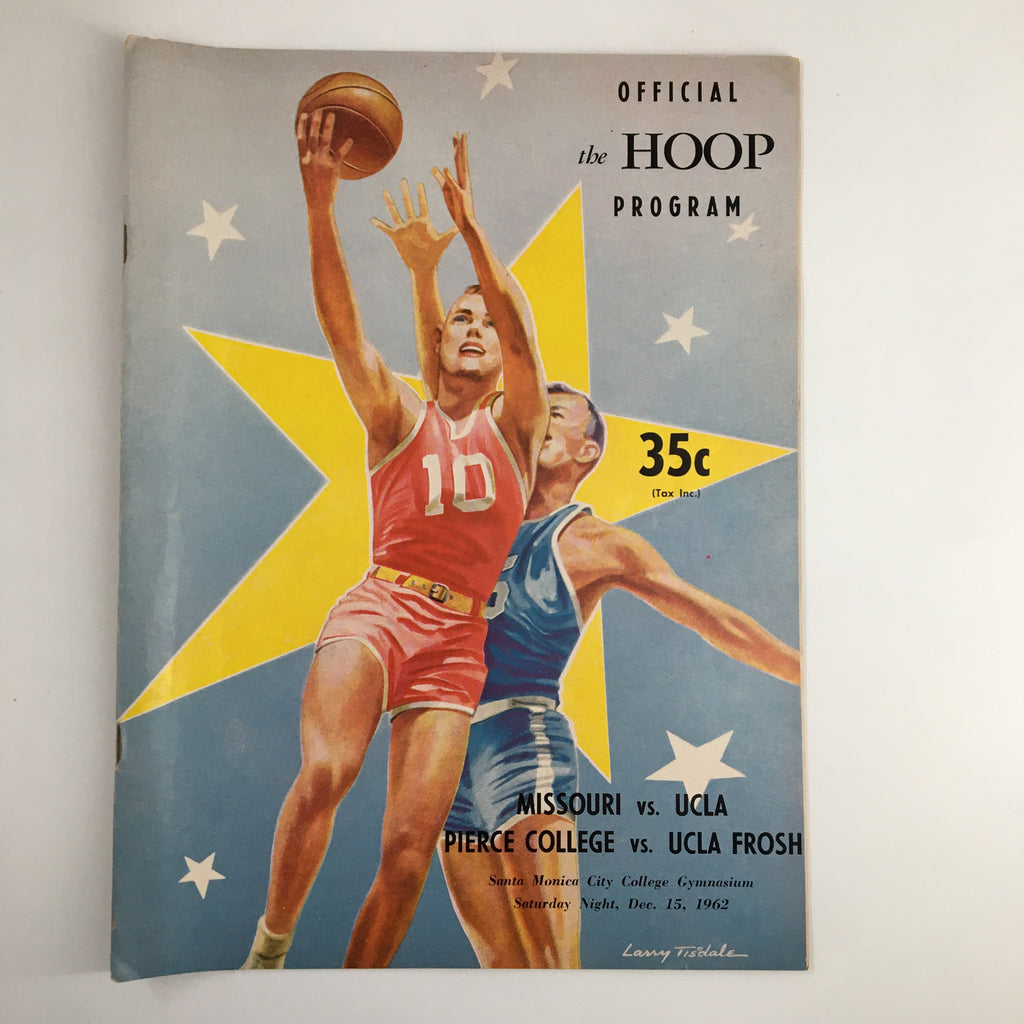 OFFICIAL
the HOOP
PROGRAM
10
35c
(Tax Inc.)
5
MISSOURI vs. UCLA
PIERCE COLLEGE vs. UCLA FROSH
Santa Monica City College Gymnasium
Saturday Night, Dec. 15, 1962
Larry Tisdale